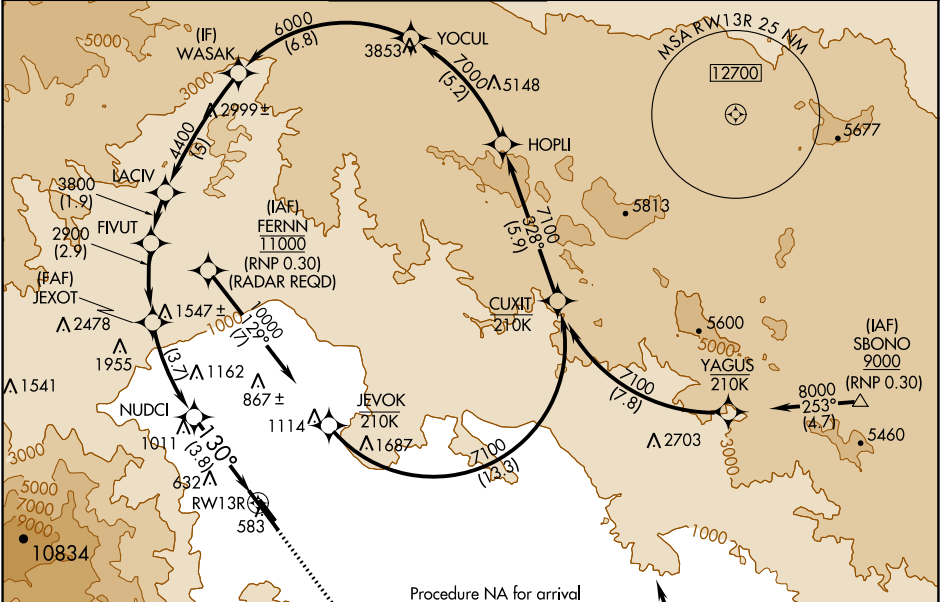 MSA RW13R 25 NM
12700
5000
(IF)
WASAK
6000
(6.8)
3853
YOCUL
7000
(5.2)
5148
3000
2999 ±
4400
(5)
HOPLI
5677
LACIV
3800
(1.9)
FIVUT
2900
(2.9)
(FAF)
JEXOT
(IAF)
FERNN
11000
(RNP 0.30)
(RADAR REQD)
7100
328°
(5.9)
5813
CUXIT
210K
2478
1547 ±
1000
10000
129°
(7)
5600
5000
(IAF)
SBONO
9000
(RNP 0.30)
1955
(3.7)
1162
867 ±
1541
YAGUS
210K
7100
(7.8)
8000
253°
(4.7)
NUDCI
1011
130°
(3.8)
JEVOK
210K
1114
1687
7100
(13.3)
2703
5460
3000
3000
632
RW13R
583
5000
7000
9000
10834
1000
Procedure NA for arrival